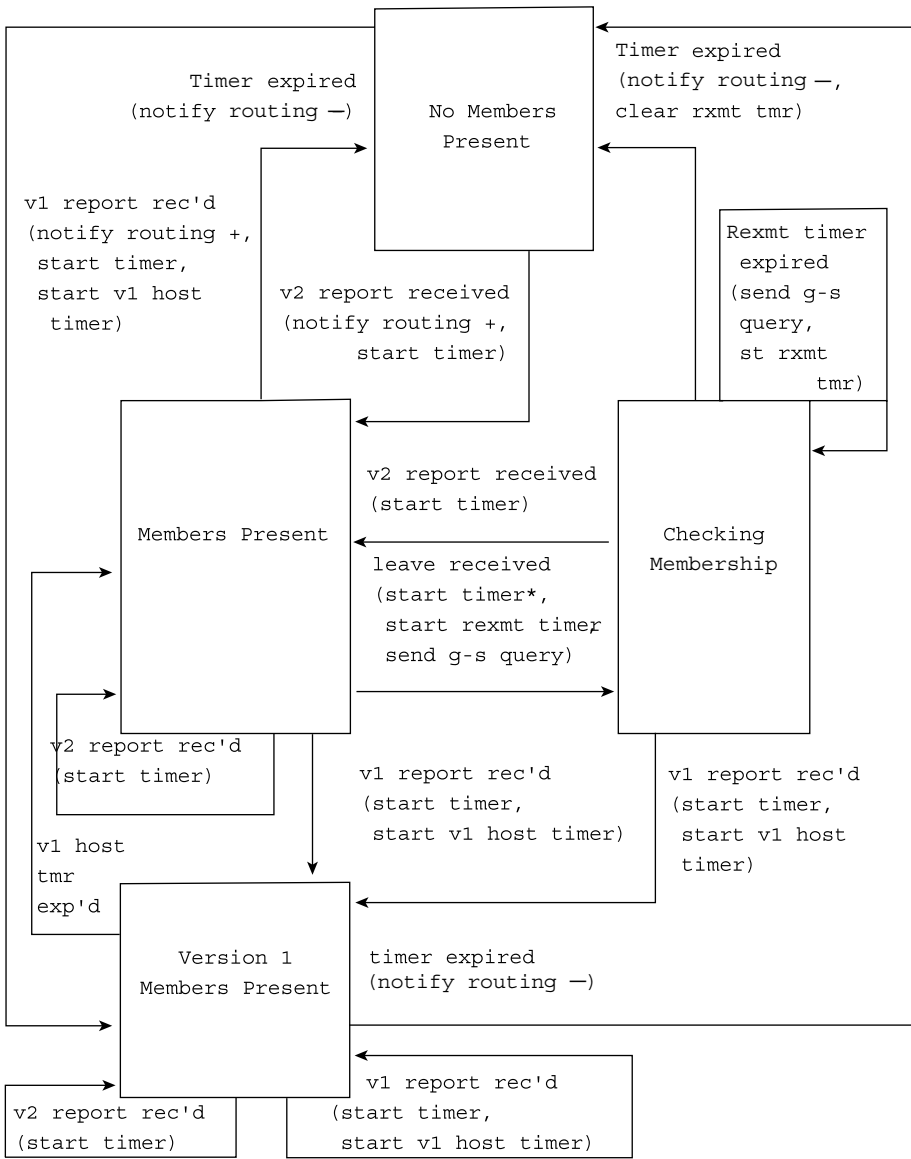 Timer expired
(notify routing —)
No Members
Present
Timer expired
(notify routing —,
clear rxmt tmr)
v1 report rec'd
(notify routing +,
start timer,
start v1 host
timer)
v2 report received
(notify routing +,
start timer)
Rexmt timer
expired
(send g-s
query,
st rxmt
tmr)
v2 report received
(start timer)
Members Present
Checking
Membership
leave received
(start timer*,
start rexmt timer,
send g-s query)
v2 report rec'd
(start timer)
v1 report rec'd
(start timer,
start v1 host timer)
v1 report rec'd
(start timer,
start v1 host
timer)
v1 host
tmr
exp'd
Version 1
Members Present
timer expired
(notify routing —)
v2 report rec'd
(start timer)
v1 report rec'd
(start timer,
start v1 host timer)